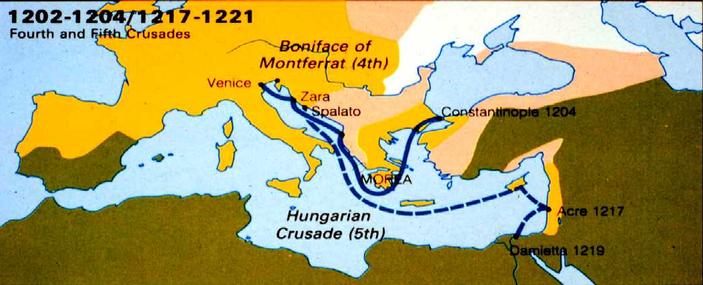 1202-1204/1217-1221
Fourth and Fifth Crusades
Boniface of
Montferrat (4th)
Venice
Zara
Spalato
Constantinople 1204
MOREA
Hungarian
Crusade (5th)
Acre 1217
Damietta 1219